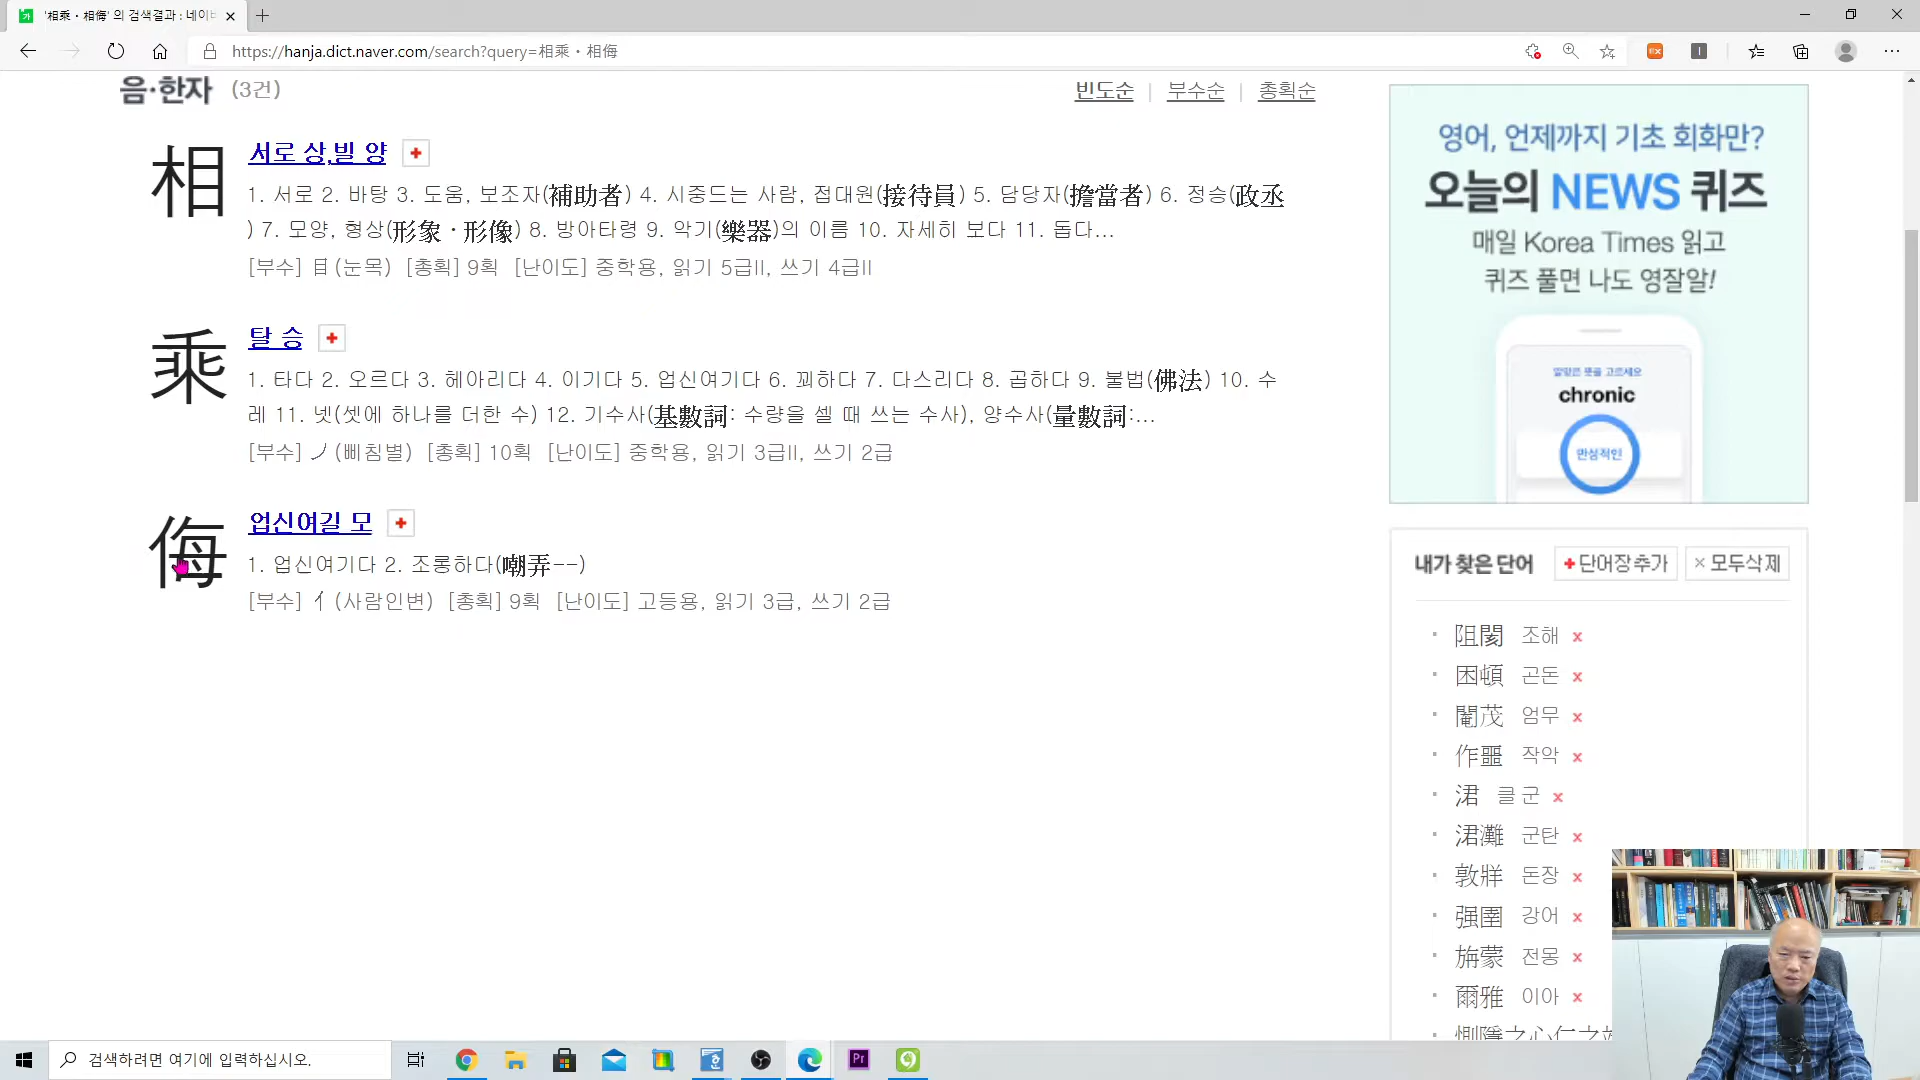 '相乘・相侮' 의 검색결과 : 네이버
https://hanja.dict.naver.com/search?query=相乘・相侮
음·한자 (3건)
빈도순 | 부수순 | 총획순
相
서로 상,빌 양
1. 서로 2. 바탕 3. 도움, 보조자(補助者) 4. 시중드는 사람, 접대원(接待員) 5. 담당자(擔當者) 6. 정승(政丞
) 7. 모양, 형상(形象·形像) 8. 방아타령 9. 악기(樂器)의 이름 10. 자세히 보다 11. 돕다...
[부수] 目(눈목) [총획] 9획 [난이도] 중학용, 읽기 5급II, 쓰기 4급II
乘
탈 승
1. 타다 2. 오르다 3. 헤아리다 4. 이기다 5. 업신여기다 6. 꾀하다 7. 다스리다 8. 곱하다 9. 불법(佛法) 10. 수
레 11. 넷(셋에 하나를 더한 수) 12. 기수사(基數詞: 수량을 셀 때 쓰는 수사), 양수사(量數詞:...
[부수] 丿(삐침별) [총획] 10획 [난이도] 중학용, 읽기 3급II, 쓰기 2급
侮
업신여길 모
1. 업신여기다 2. 조롱하다(嘲弄--)
[부수] 亻(사람인변) [총획] 9획 [난이도] 고등용, 읽기 3급, 쓰기 2급
영어, 언제까지 기초 회화만?
오늘의 NEWS 퀴즈
매일 Korea Times 읽고
퀴즈 풀면 나도 영잘알!
알맞은 뜻을 고르세요
chronic
만성적인
내가 찾은 단어
단어장추가
모두삭제
阻閡 조해
困頓 곤돈
閹茂 엄무
作噩 작악
涒 클 군
涒灘 군탄
敦牂 돈장
强圉 강어
旃蒙 전몽
爾雅 이아
惻隱之心仁之
검색하려면 여기에 입력하십시오.
Pr